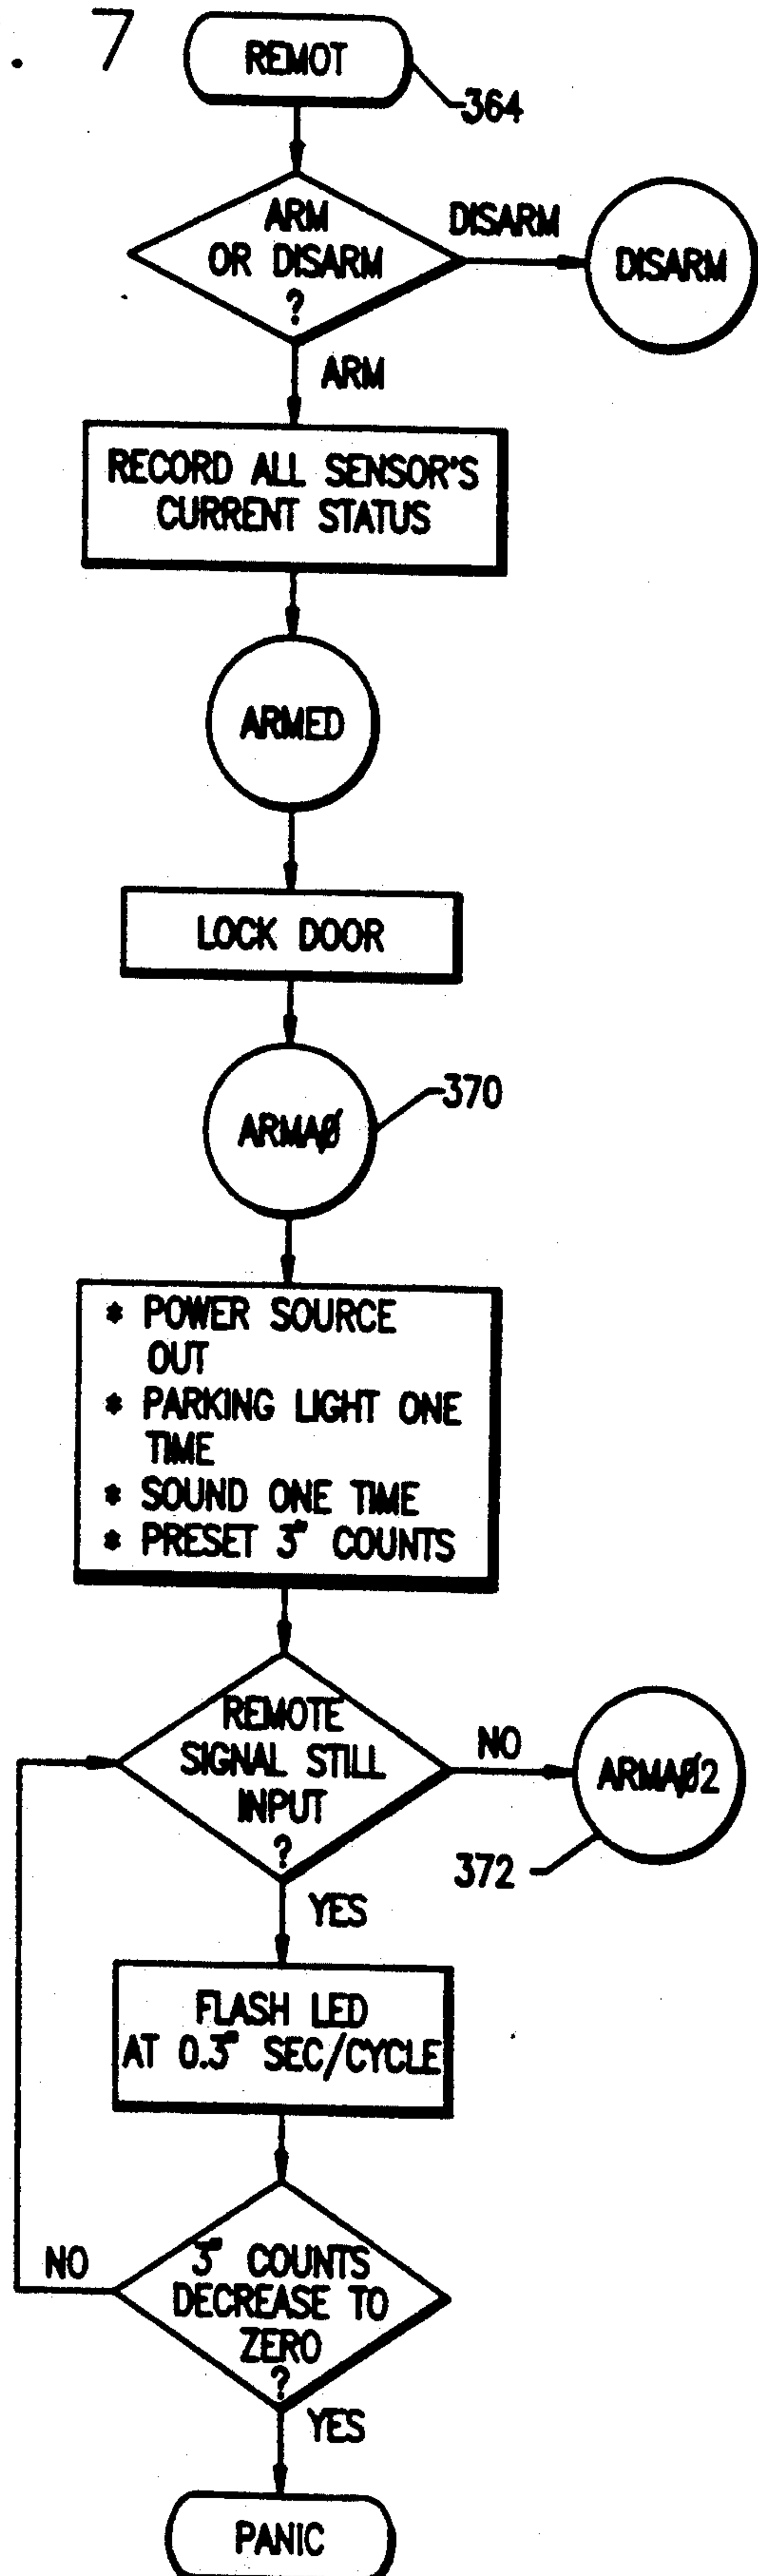 . 7
REMOT
364
ARM
OR DISARM
?
DISARM
DISARM
ARM
RECORD ALL SENSOR'S
CURRENT STATUS
ARMED
LOCK DOOR
ARMAØ
370
* POWER SOURCE
OUT
* PARKING LIGHT ONE
TIME
* SOUND ONE TIME
* PRESET 3" COUNTS
REMOTE
SIGNAL STILL
INPUT
?
NO
ARMAØ2
372
YES
FLASH LED
AT 0.3" SEC/CYCLE
NO
3" COUNTS
DECREASE TO
ZERO
?
YES
PANIC